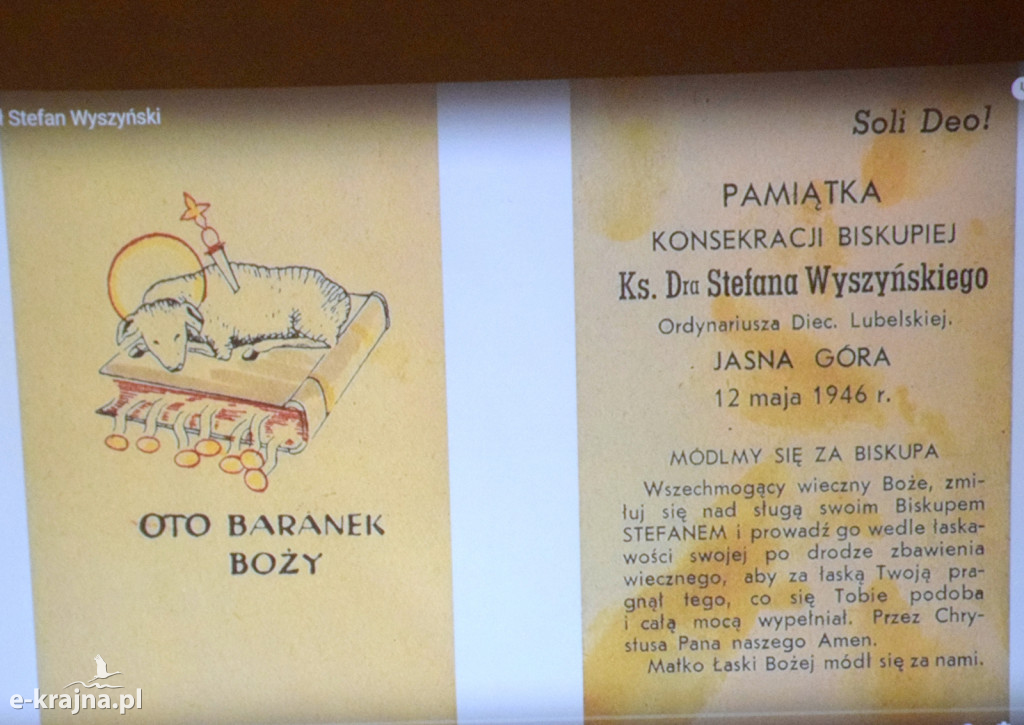 Stefan Wyszyński
OTO BARANEK
BOŻY
Soli Deo!
PAMIĄTKA
KONSEKRACJI BISKUPIEJ
Ks. Dra Stefana Wyszyńskiego
Ordynariusza Diec. Lubelskiej.
JASNA GÓRA
12 maja 1946 r.
MÓDLMY SIĘ ZA BISKUPA
Wszechmogący wieczny Boże, zmi-
łuj się nad sługą swoim Biskupem
STEFANEM i prowadź go wedle łaska-
wości swojej po drodze zbawienia
wiecznego, aby za łaską Twoją pra-
gnął tego, co się Tobie podoba
i całą mocą wypełniał. Przez Chry-
stusa Pana naszego Amen.
Matko Łaski Bożej módl się za nami.
e-krajna.pl